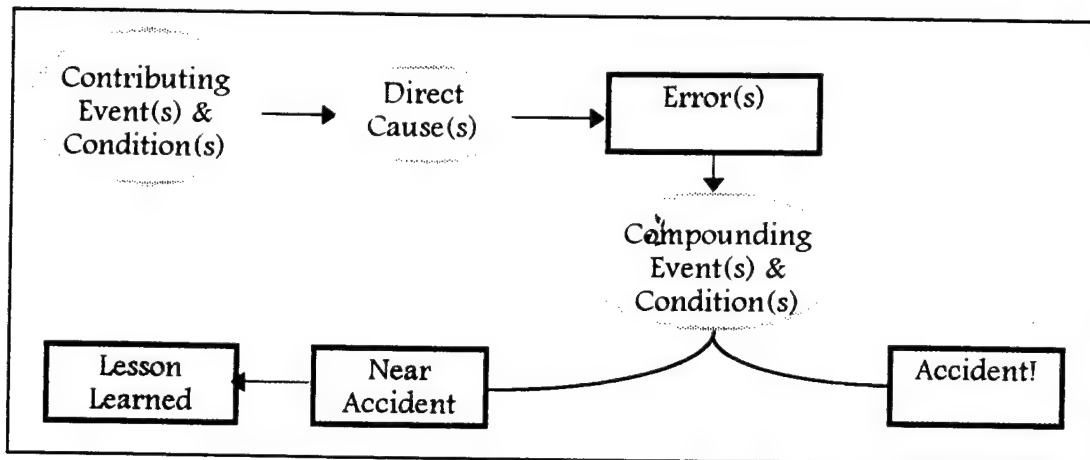 Contributing
Event(s) &
Condition(s)
Direct
Cause(s)
Error(s)
Compounding
Event(s) &
Condition(s)
Lesson
Learned
Near
Accident
Accident!